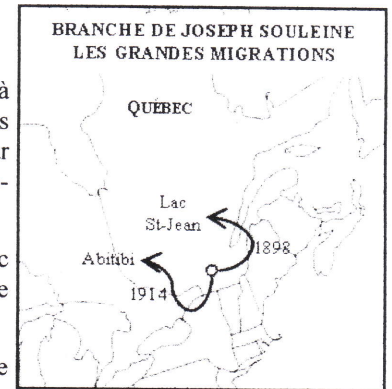 BRANCHE DE JOSEPH SOULEINE
LES GRANDES MIGRATIONS
à
s
r
-
QUÉBEC
Lac
St-Jean
Abitibi
1898
1914
c
e
e